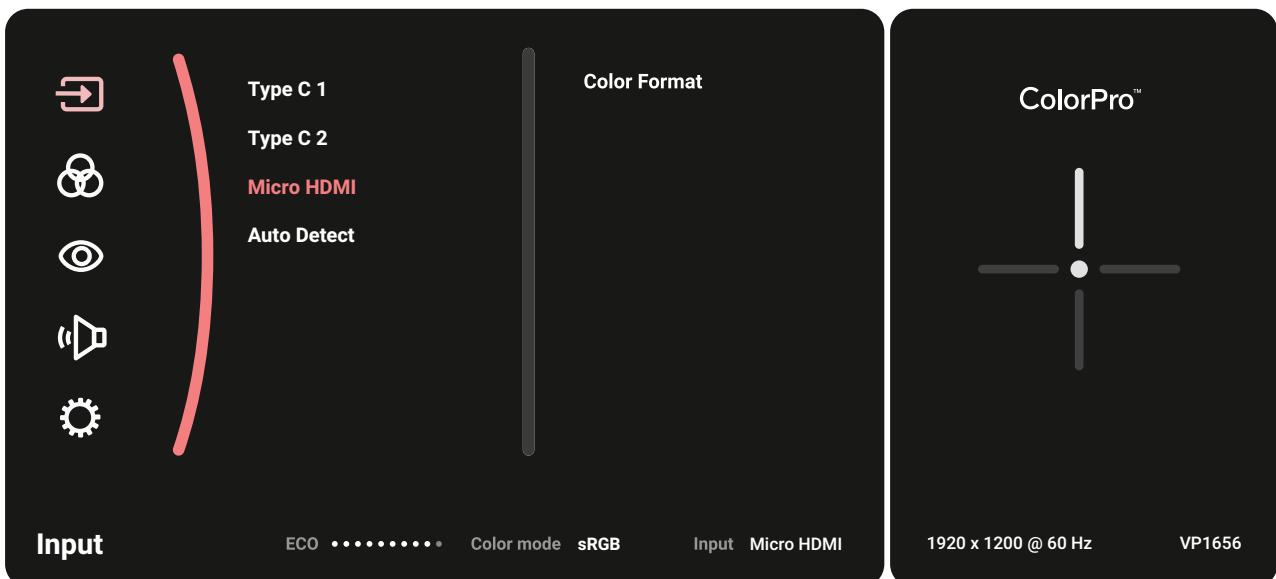 Type C 1
Type C 2
Micro HDMI
Auto Detect
Color Format
Input
ECO
Color mode sRGB
Input Micro HDMI
ColorPro™
1920 x 1200 @ 60 Hz
VP1656